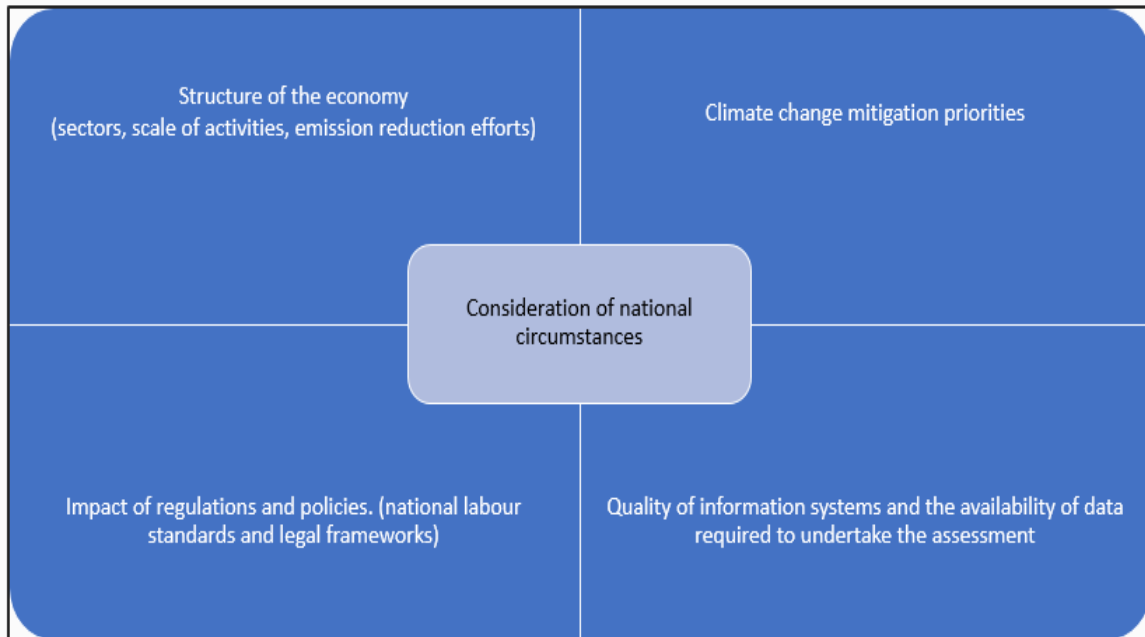 Structure of the economy
(sectors, scale of activities, emission reduction efforts)
Climate change mitigation priorities
Consideration of national
circumstances
Impact of regulations and policies. (national labour
standards and legal frameworks)
Quality of information systems and the availability of data
required to undertake the assessment